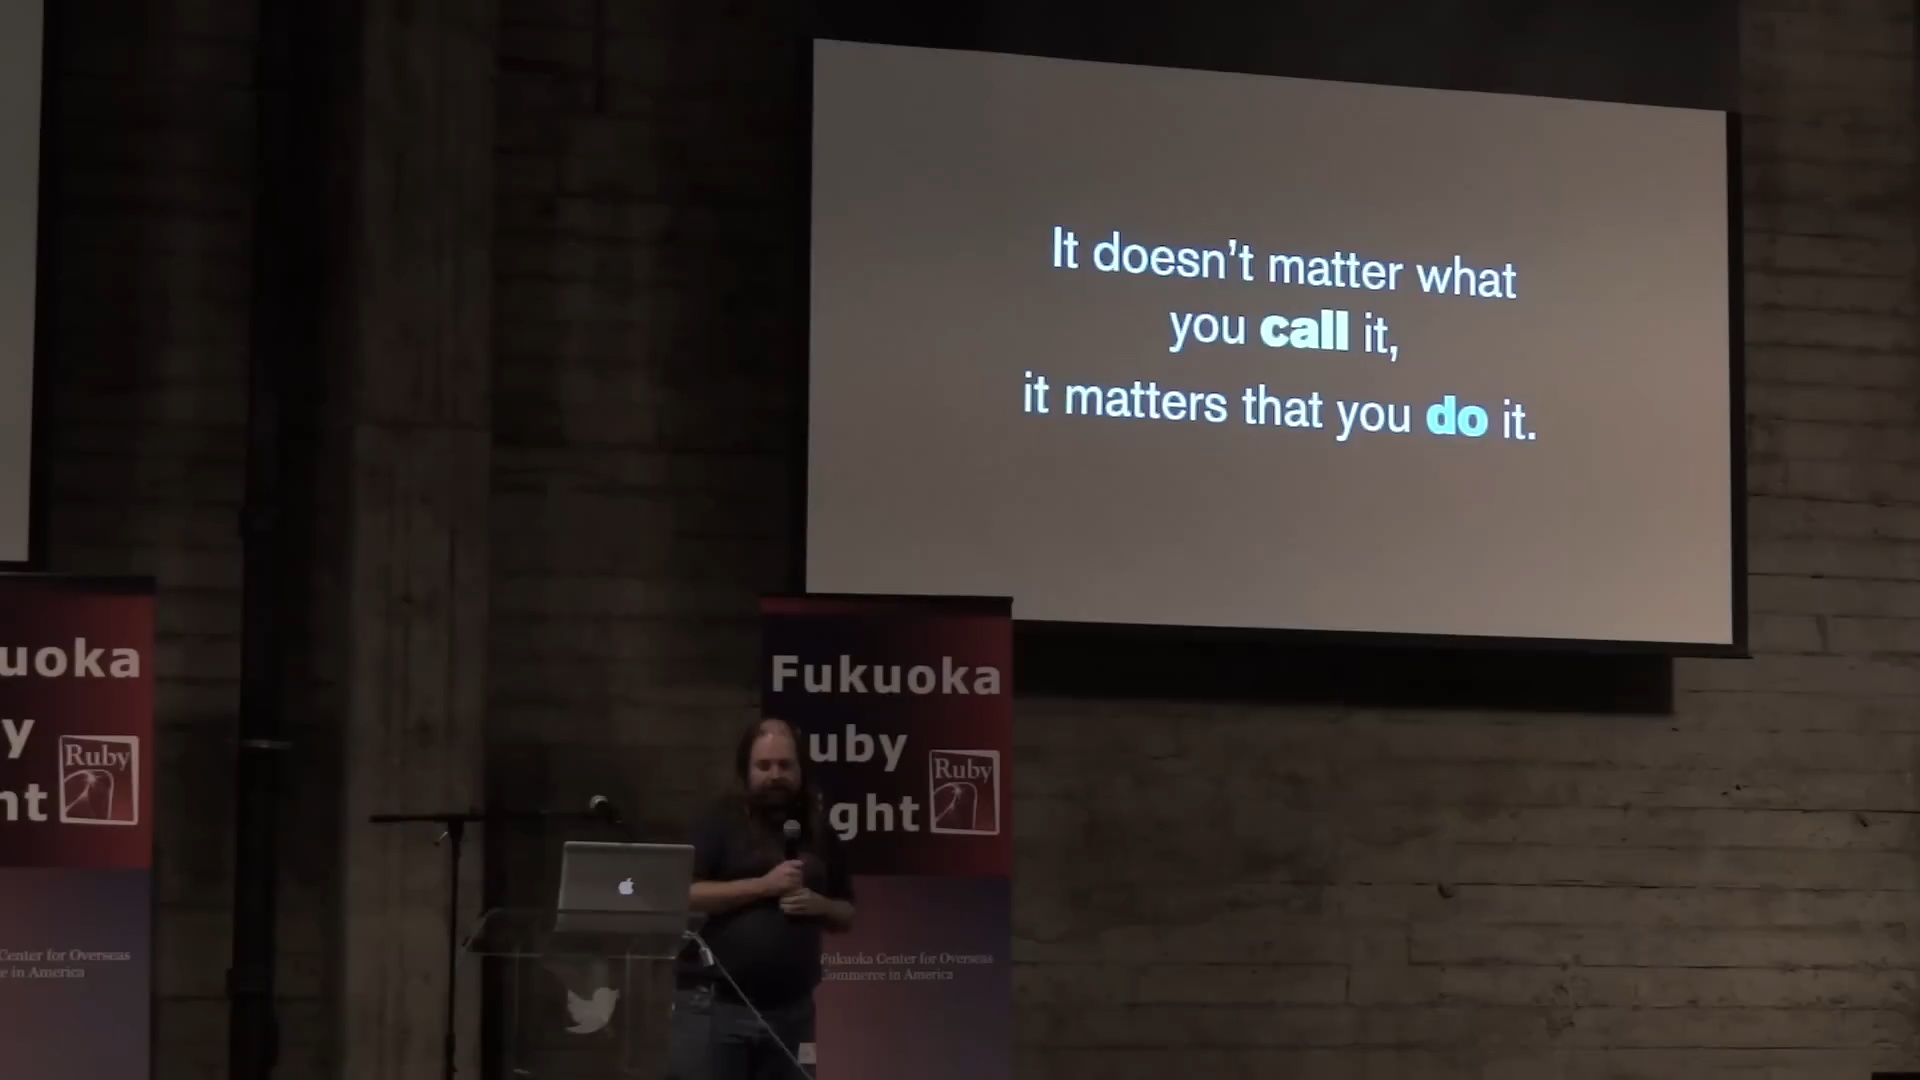 It doesn't matter what
you call it,
it matters that you do it.
uoka
y
ht
Ruby
Center for Overseas
e in America
Fukuoka
uby
ght
Ruby
Fukuoka Center for Overseas
Commerce in America